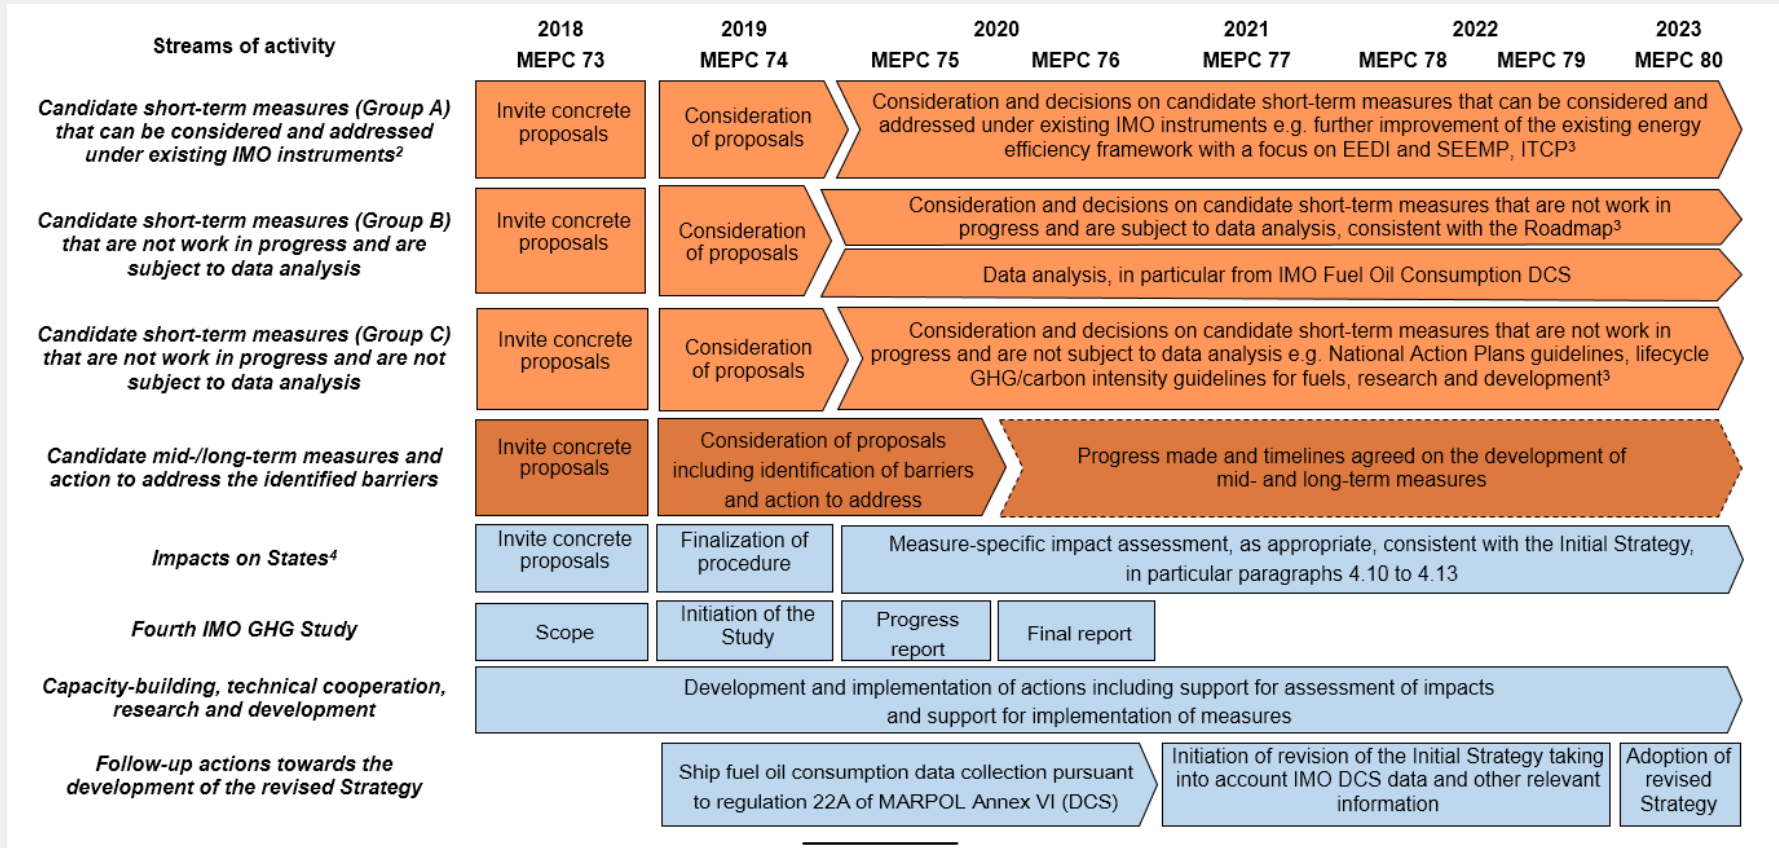 Streams of activity
2018
MEPC 73
2019
MEPC 74
2020
MEPC 75
MEPC 76
2021
MEPC 77
2022
MEPC 78
MEPC 79
2023
MEPC 80
Candidate short-term measures (Group A)
that can be considered and addressed
under existing IMO instruments²
Invite concrete
proposals
Consideration
of proposals
Consideration and decisions on candidate short-term measures that can be considered and
addressed under existing IMO instruments e.g. further improvement of the existing energy
efficiency framework with a focus on EEDI and SEEMP, ITCP³
Candidate short-term measures (Group B)
that are not work in progress and are
subject to data analysis
Invite concrete
proposals
Consideration
of proposals
Consideration and decisions on candidate short-term measures that are not work in
progress and are subject to data analysis, consistent with the Roadmap³
Data analysis, in particular from IMO Fuel Oil Consumption DCS
Candidate short-term measures (Group C)
that are not work in progress and are not
subject to data analysis
Invite concrete
proposals
Consideration
of proposals
Consideration and decisions on candidate short-term measures that are not work in
progress and are not subject to data analysis e.g. National Action Plans guidelines, lifecycle
GHG/carbon intensity guidelines for fuels, research and development³
Candidate mid-/long-term measures and
action to address the identified barriers
Invite concrete
proposals
Consideration of proposals
including identification of barriers
and action to address
Progress made and timelines agreed on the development of
mid- and long-term measures
Impacts on States⁴
Invite concrete
proposals
Finalization of
procedure
Measure-specific impact assessment, as appropriate, consistent with the Initial Strategy,
in particular paragraphs 4.10 to 4.13
Fourth IMO GHG Study
Scope
Initiation of the
Study
Progress
report
Final report
Capacity-building, technical cooperation,
research and development
Development and implementation of actions including support for assessment of impacts
and support for implementation of measures
Follow-up actions towards the
development of the revised Strategy
Ship fuel oil consumption data collection pursuant
to regulation 22A of MARPOL Annex VI (DCS)
Initiation of revision of the Initial Strategy taking
into account IMO DCS data and other relevant
information
Adoption of
revised
Strategy